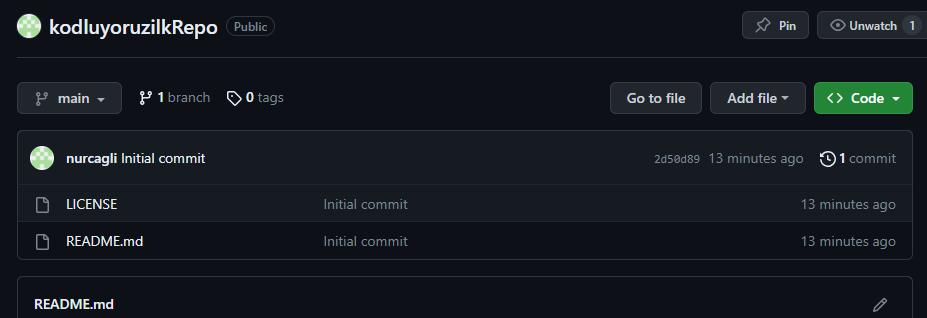 kodluyoruzilkRepo Public Pin Unwatch 1
main 1 branch 0 tags Go to file Add file Code
nurcagli Initial commit 2d50d89 13 minutes ago 1 commit
LICENSE Initial commit 13 minutes ago
README.md Initial commit 13 minutes ago
README.md